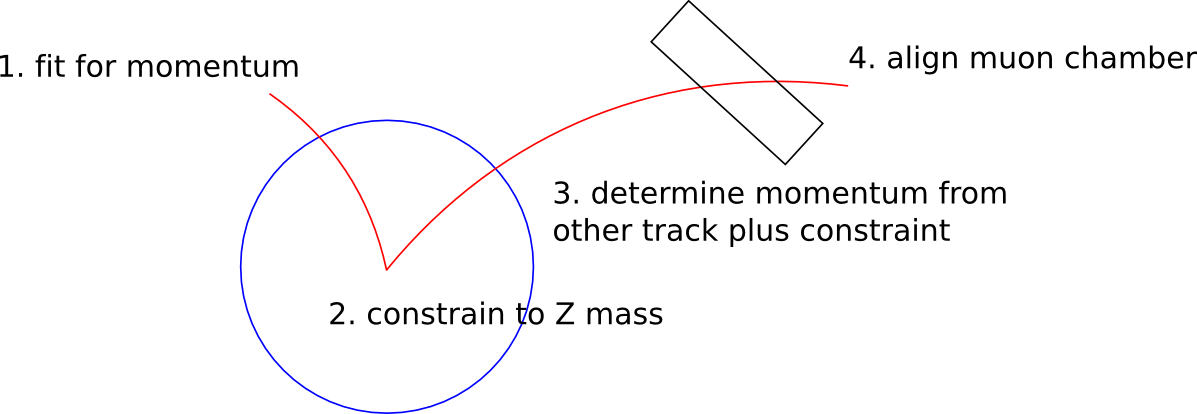 1. fit for momentum
4. align muon chamber
3. determine momentum from
other track plus constraint
2. constrain to Z mass